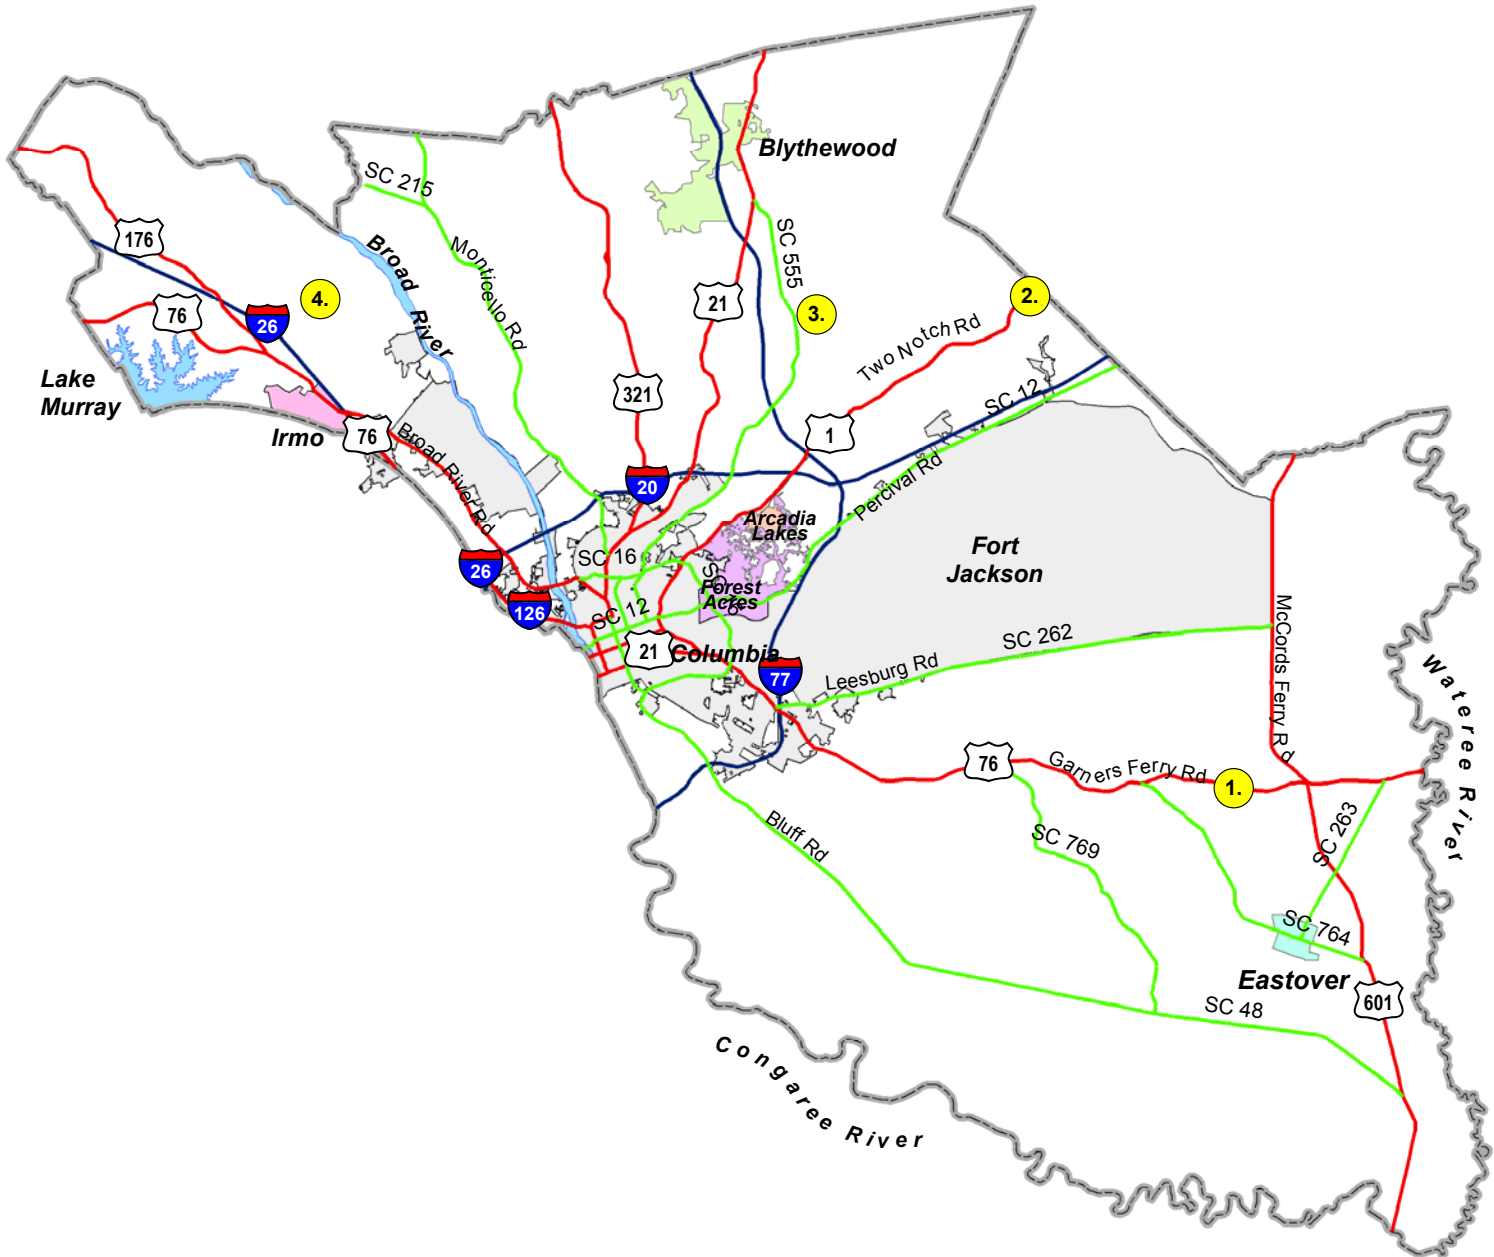 Blythewood
SC 215
176
Broad
River
Monticello Rd
SC 555
4.
2.
76
26
21
3.
Two Notch Rd
Lake
Murray
321
SC 12
Irmo
76
1
Broad River Rd
Percival Rd
20
Arcadia
Lakes
Fort
Jackson
SC 16
26
SC 16
Forest
Acres
126
SC 12
21
Columbia
77
Leesburg Rd
SC 262
McCords Ferry Rd
Wateree River
76
Garners Ferry Rd
1.
Bluff Rd
SC 769
SC 263
SC 764
Eastover
601
SC 48
Congaree River